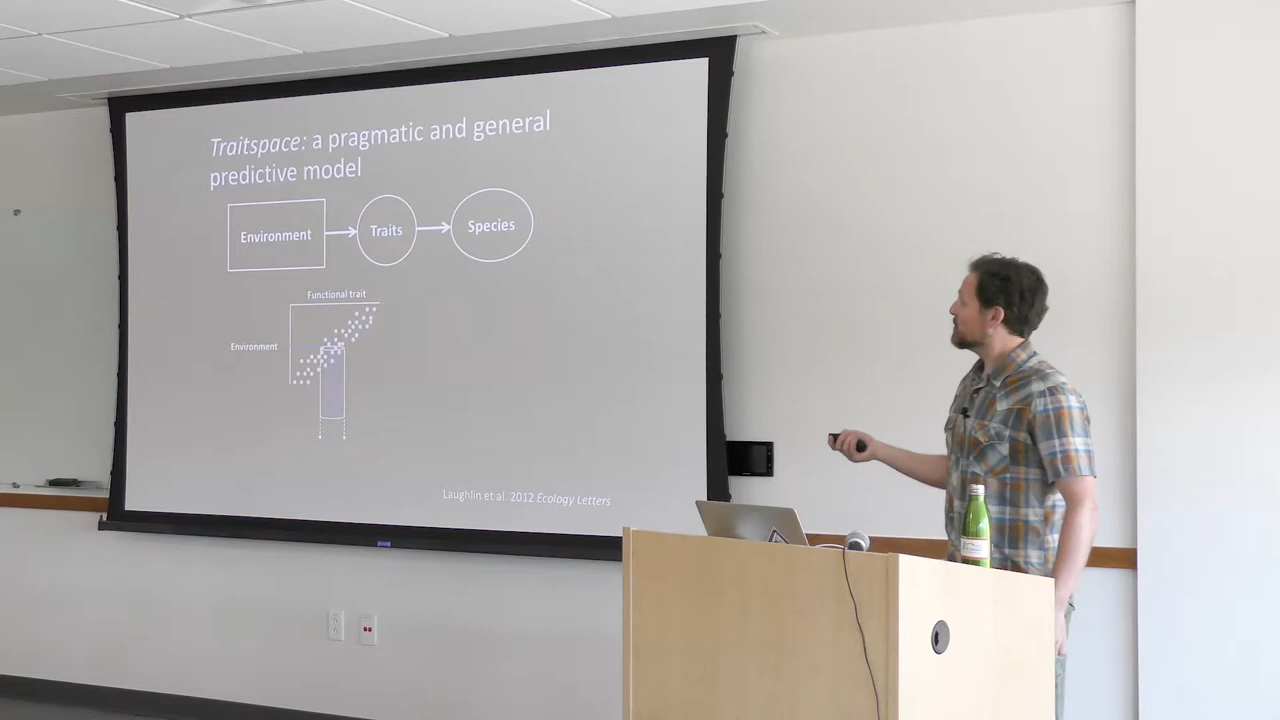 Traitspace: a pragmatic and general
predictive model
Environment
Traits
Species
Functional trait
Environment
Laughlin et al. 2012 Ecology Letters